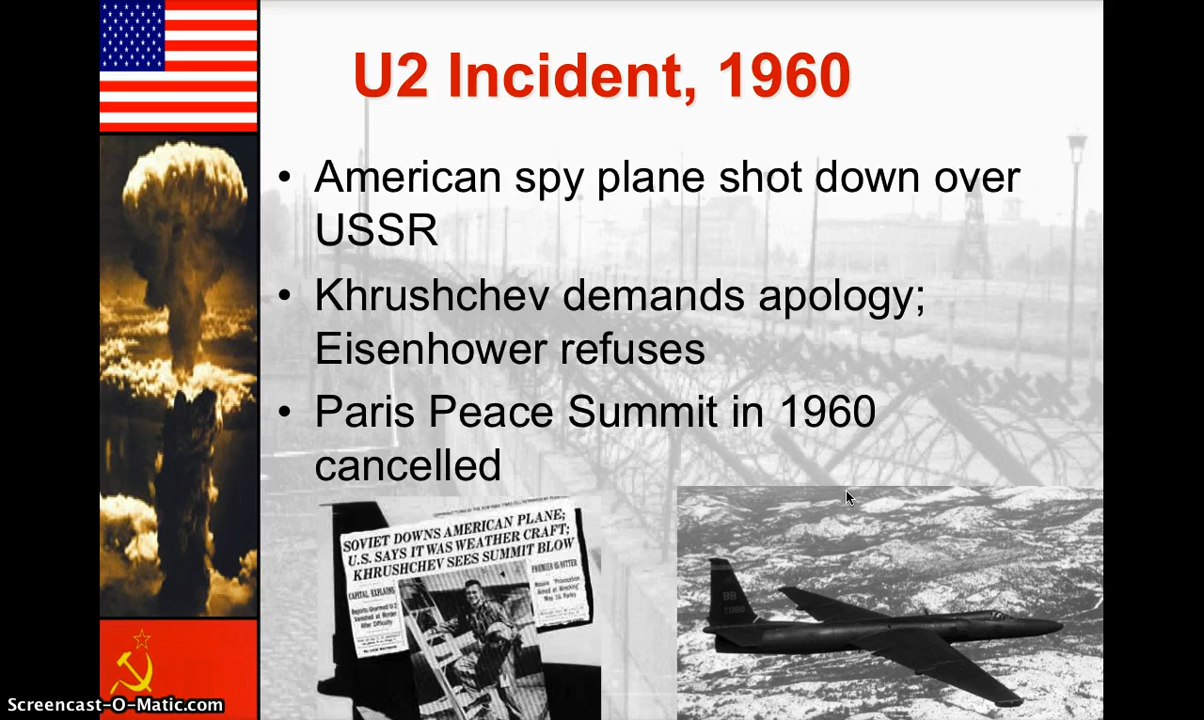 U2 Incident, 1960
• American spy plane shot down over
USSR
• Khrushchev demands apology;
Eisenhower refuses
• Paris Peace Summit in 1960
cancelled
SOVIET DOWNS AMERICAN PLANE;
U.S. SAYS IT WAS WEATHER CRAFT;
KHRUSHCHEV SEES SUMMIT BLOW
CAPITAL EXPLAINS
PREMIER IS BITTER
BB
Screencast-O-Matic.com